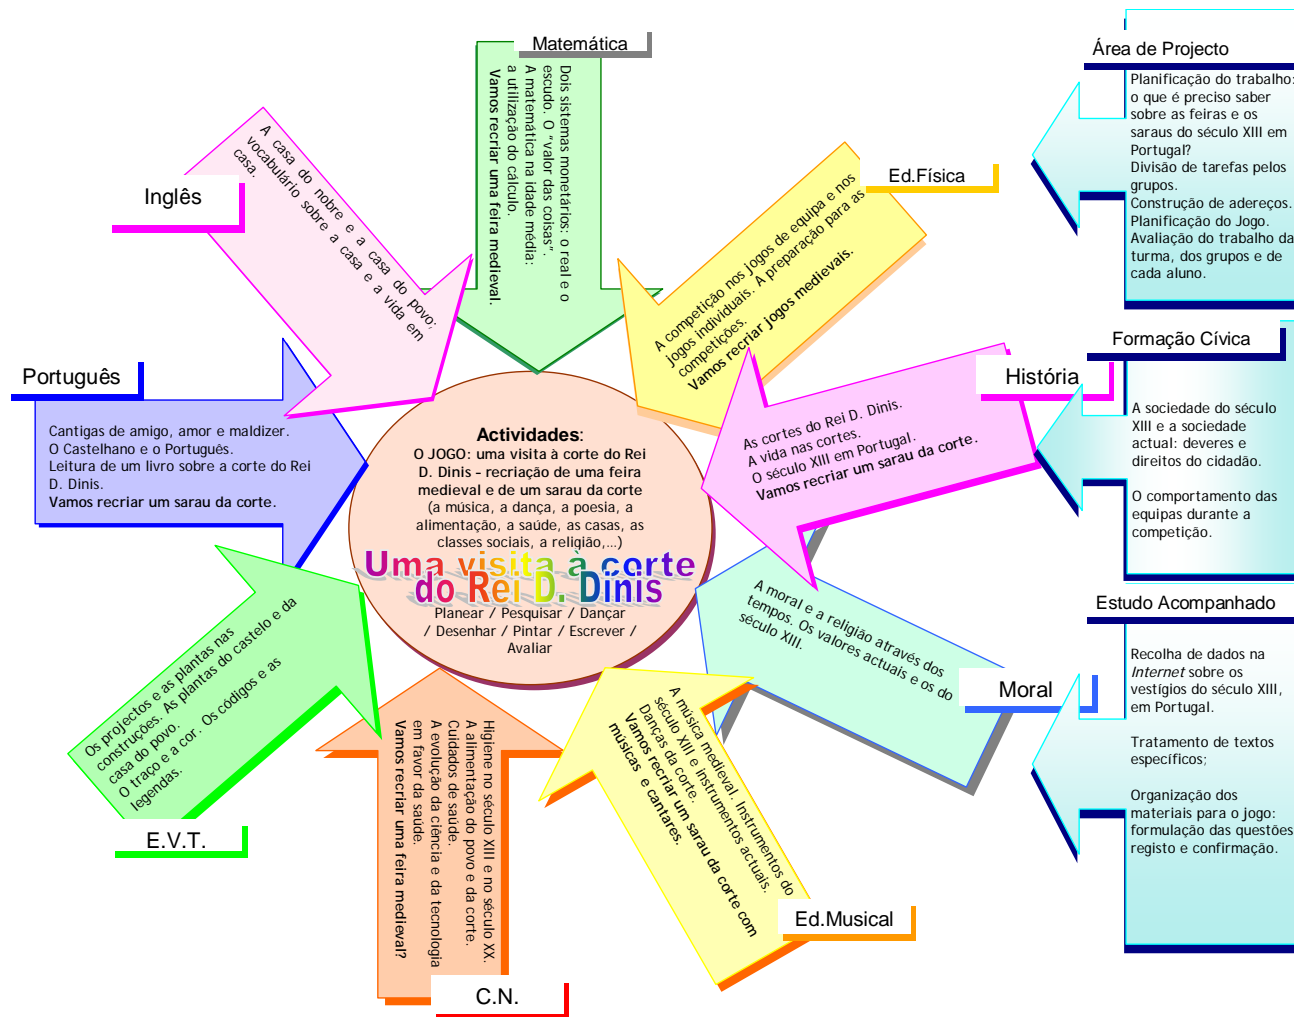 Matemática
Dois sistemas monetários: o real e o
escudo. O "valor das coisas".
A matemática na idade média:
a utilização do cálculo.
Vamos recriar uma feira medieval.
Inglês
A casa do nobre e a casa do povo;
vocabulário sobre a casa e a vida em
casa.
Ed.Física
A competição nos jogos de equipa e nos
jogos individuais. A preparação para as
competições.
Vamos recriar jogos medievais.
Português
Cantigas de amigo, amor e maldizer.
O Castelhano e o Português.
Leitura de um livro sobre a corte do Rei
D. Dinis.
Vamos recriar um sarau da corte.
História
As cortes do Rei D. Dinis.
A vida nas cortes.
O século XIII em Portugal.
Vamos recriar um sarau da corte.
Actividades:
O JOGO: uma visita à corte do Rei
D. Dinis – recriação de uma feira
medieval e de um sarau da corte
(a música, a dança, a poesia, a
alimentação, a saúde, as casas, as
classes sociais, a religião,…)
Uma visita à corte
do Rei D. Dínis
Planear / Pesquisar / Dançar
/ Desenhar / Pintar / Escrever /
Avaliar
Moral
A moral e a religião através dos
tempos. Os valores actuais e os do
século XIII.
E.V.T.
Os projectos e as plantas nas
construções. As plantas do castelo e da
casa do povo.
O traço e a cor. Os códigos e as
legendas.
C.N.
Higiene no século XIII e no século XX.
A alimentação do povo e da corte.
Cuidados de saúde.
A evolução da ciência e da tecnologia
em favor da saúde.
Vamos recriar uma feira medieval?
Ed.Musical
A música medieval. Instrumentos do
século XIII e instrumentos actuais.
Danças da corte.
Vamos recriar um sarau da corte com
músicas e cantares.
Área de Projecto
Planificação do trabalho:
o que é preciso saber
sobre as feiras e os
saraus do século XIII em
Portugal?
Divisão de tarefas pelos
grupos.
Construção de adereços.
Planificação do Jogo.
Avaliação do trabalho da
turma, dos grupos e de
cada aluno.
Formação Cívica
A sociedade do século
XIII e a sociedade
actual: deveres e
direitos do cidadão.
O comportamento das
equipas durante a
competição.
Estudo Acompanhado
Recolha de dados na
Internet sobre os
vestígios do século XIII,
em Portugal.
Tratamento de textos
específicos;
Organização dos
materiais para o jogo:
formulação das questões
registo e confirmação.